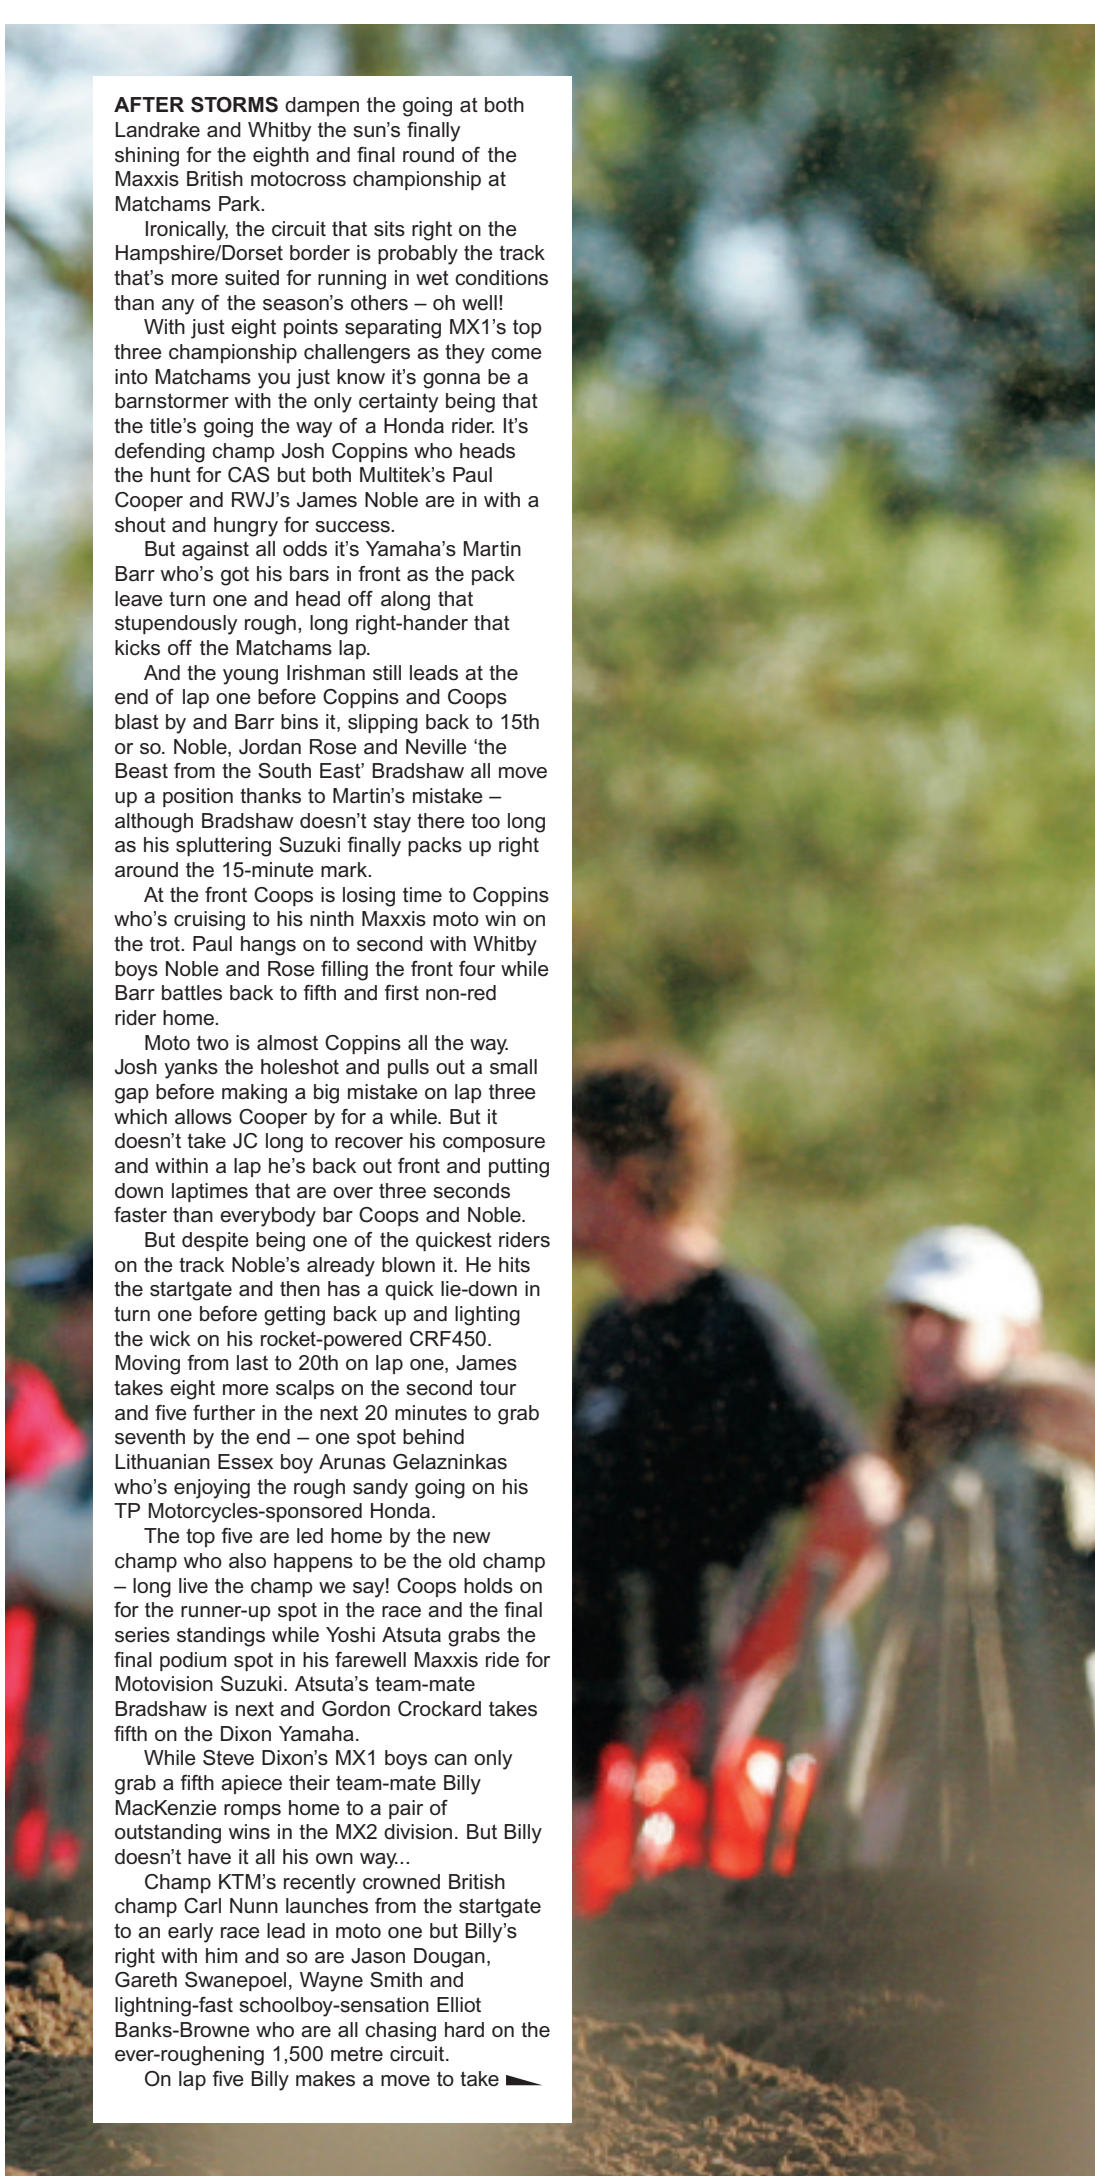 AFTER STORMS dampen the going at both
Landrake and Whitby the sun’s finally
shining for the eighth and final round of the
Maxxis British motocross championship at
Matchams Park.
Ironically, the circuit that sits right on the
Hampshire/Dorset border is probably the track
that’s more suited for running in wet conditions
than any of the season’s others – oh well!
With just eight points separating MX1’s top
three championship challengers as they come
into Matchams you just know it’s gonna be a
barnstormer with the only certainty being that
the title’s going the way of a Honda rider. It’s
defending champ Josh Coppins who heads
the hunt for CAS but both Multitek’s Paul
Cooper and RWJ’s James Noble are in with a
shout and hungry for success.
But against all odds it’s Yamaha’s Martin
Barr who’s got his bars in front as the pack
leave turn one and head off along that
stupendously rough, long right-hander that
kicks off the Matchams lap.
And the young Irishman still leads at the
end of lap one before Coppins and Coops
blast by and Barr bins it, slipping back to 15th
or so. Noble, Jordan Rose and Neville ‘the
Beast from the South East’ Bradshaw all move
up a position thanks to Martin’s mistake –
although Bradshaw doesn’t stay there too long
as his spluttering Suzuki finally packs up right
around the 15-minute mark.
At the front Coops is losing time to Coppins
who’s cruising to his ninth Maxxis moto win on
the trot. Paul hangs on to second with Whitby
boys Noble and Rose filling the front four while
Barr battles back to fifth and first non-red
rider home.
Moto two is almost Coppins all the way.
Josh yanks the holeshot and pulls out a small
gap before making a big mistake on lap three
which allows Cooper by for a while. But it
doesn’t take JC long to recover his composure
and within a lap he’s back out front and putting
down laptimes that are over three seconds
faster than everybody bar Coops and Noble.
But despite being one of the quickest riders
on the track Noble’s already blown it. He hits
the startgate and then has a quick lie-down in
turn one before getting back up and lighting
the wick on his rocket-powered CRF450.
Moving from last to 20th on lap one, James
takes eight more scalps on the second tour
and five further in the next 20 minutes to grab
seventh by the end – one spot behind
Lithuanian Essex boy Arunas Gelazninkas
who’s enjoying the rough sandy going on his
TP Motorcycles-sponsored Honda.
The top five are led home by the new
champ who also happens to be the old champ
– long live the champ we say! Coops holds on
for the runner-up spot in the race and the final
series standings while Yoshi Atsuta grabs the
final podium spot in his farewell Maxxis ride for
Motovision Suzuki. Atsuta’s team-mate
Bradshaw is next and Gordon Crockard takes
fifth on the Dixon Yamaha.
While Steve Dixon’s MX1 boys can only
grab a fifth apiece their team-mate Billy
MacKenzie romps home to a pair of
outstanding wins in the MX2 division. But Billy
doesn’t have it all his own way...
Champ KTM’s recently crowned British
champ Carl Nunn launches from the startgate
to an early race lead in moto one but Billy’s
right with him and so are Jason Dougan,
Gareth Swanepoel, Wayne Smith and
lightning-fast schoolboy-sensation Elliot
Banks-Browne who are all chasing hard on the
ever-roughening 1,500 metre circuit.
On lap five Billy makes a move to take